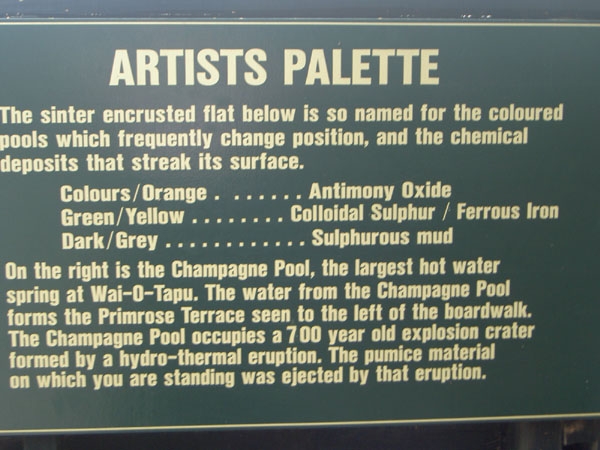 ARTISTS PALETTE
The sinter encrusted flat below is so named for the coloured
pools which frequently change position, and the chemical
deposits that streak its surface.
Colours/Orange . . . . . . . Antimony Oxide
Green/Yellow . . . . . . . . Colloidal Sulphur / Ferrous Iron
Dark/Grey . . . . . . . . . . . . Sulphurous mud
On the right is the Champagne Pool, the largest hot water
spring at Wai-O-Tapu. The water from the Champagne Pool
forms the Primrose Terrace seen to the left of the boardwalk.
The Champagne Pool occupies a 700 year old explosion crater
formed by a hydro-thermal eruption. The pumice material
on which you are standing was ejected by that eruption.